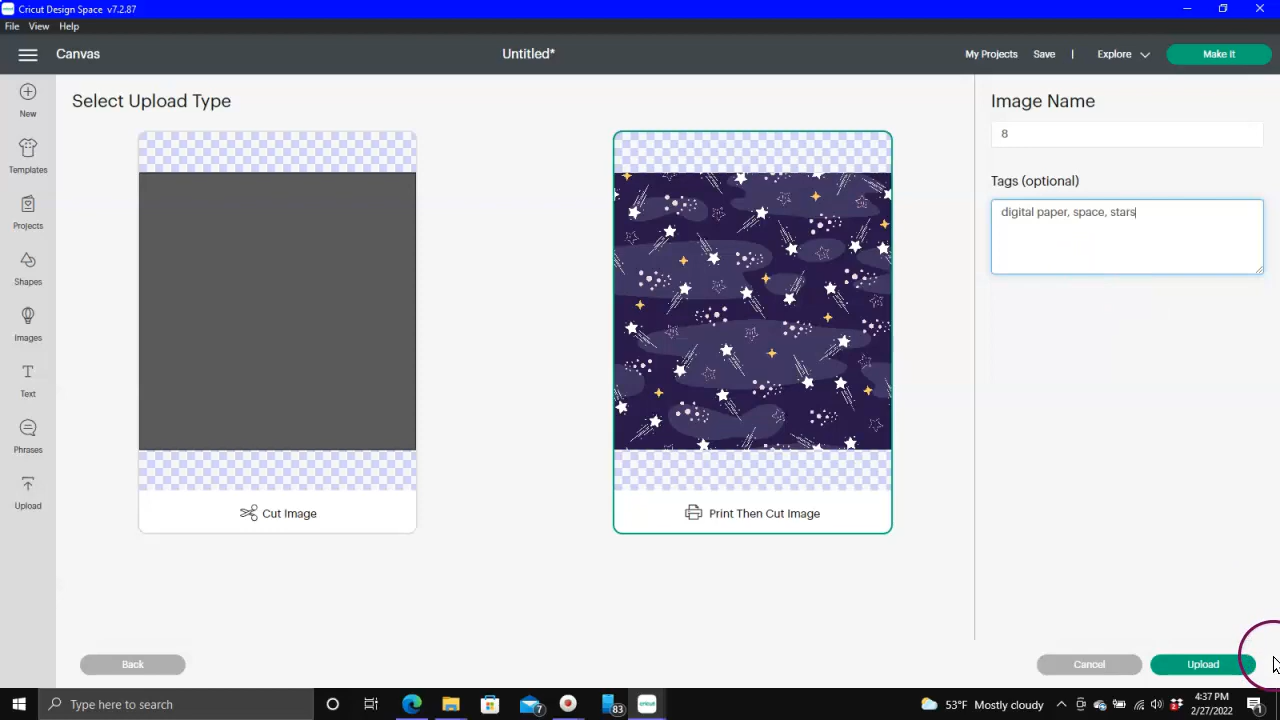 Cricut Design Space v7.2.87
File View Help
Canvas
Untitled*
My Projects Save | Explore Make It
New
Templates
Projects
Shapes
Images
Text
Phrases
Upload
Select Upload Type
Cut Image
Print Then Cut Image
Image Name
8
Tags (optional)
digital paper, space, stars
Back
Cancel Upload
Type here to search
7
83
cricut
53°F Mostly cloudy
4:37 PM
2/27/2022
1